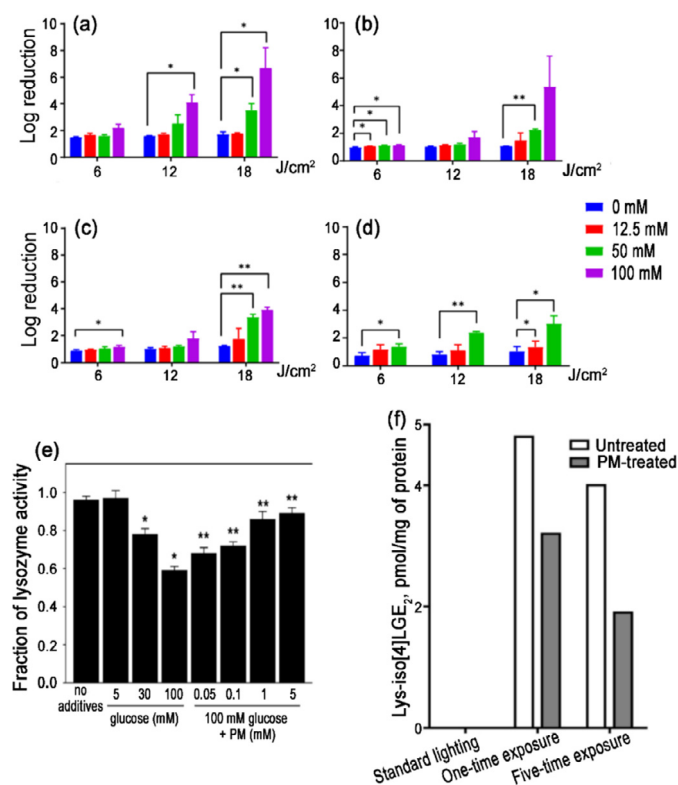 (a)
Log reduction
10
8
6
4
2
0
*
*
*
6
12
18
J/cm²
(b)
10
8
6
4
2
0
*
*
*
**
6
12
18
J/cm²
(c)
Log reduction
10
8
6
4
2
0
*
**
**
6
12
18
J/cm²
(d)
10
8
6
4
2
0
*
**
*
*
6
12
18
J/cm²
0 mM
12.5 mM
50 mM
100 mM
(e)
Fraction of lysozyme activity
1.0
0.8
0.6
0.4
0.2
0.0
*
*
**
**
**
**
no additives
5
30
100
0.05
0.1
1
5
glucose (mM)
100 mM glucose
+ PM (mM)
(f)
Lys-iso[4]LGE₂, pmol/mg of protein
5
4
2
0
Untreated
PM-treated
Standard lighting
One-time exposure
Five-time exposure